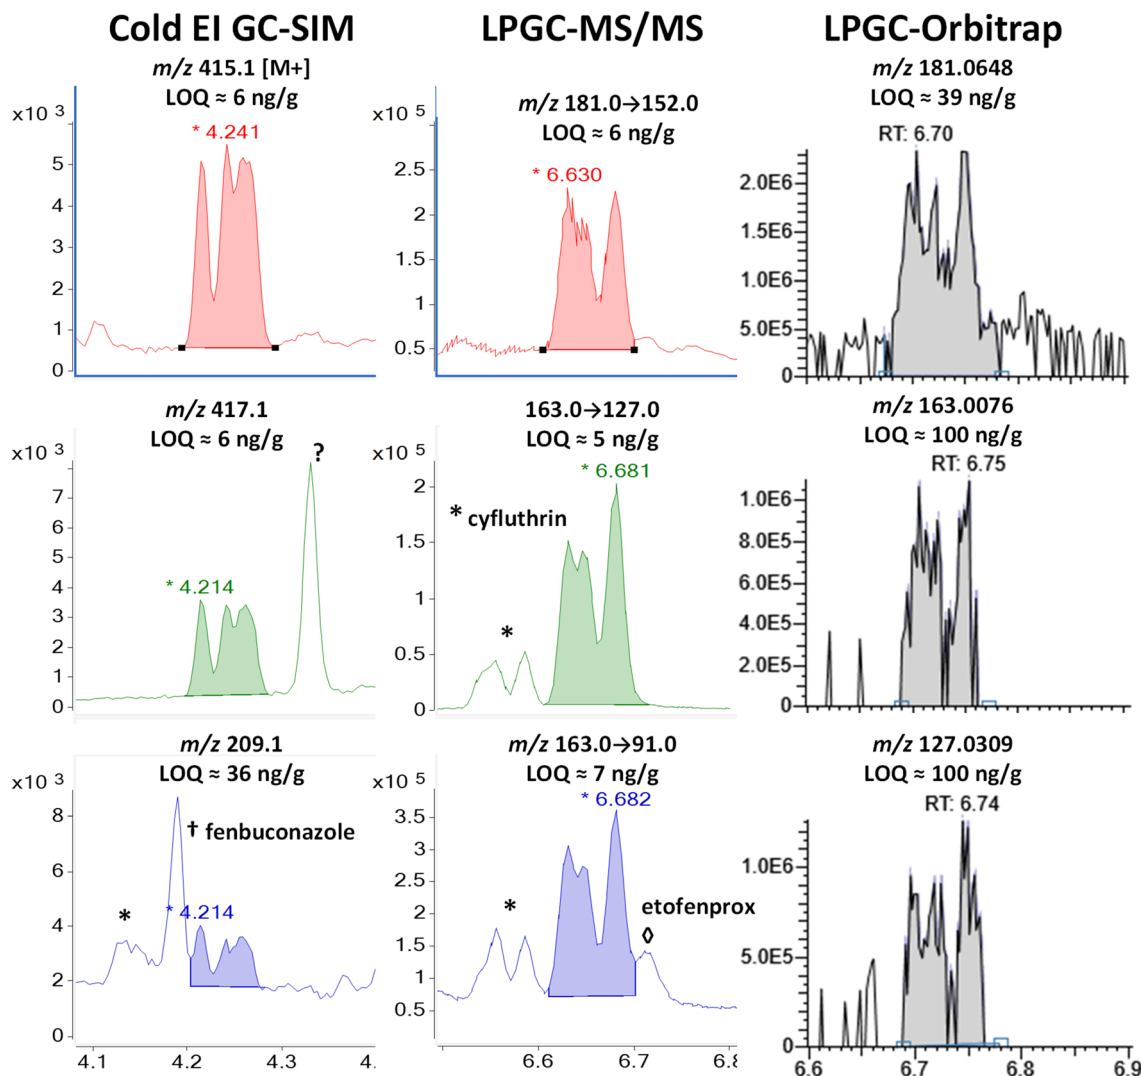 Cold EI GC-SIM
LPGC-MS/MS
LPGC-Orbitrap
m/z 415.1 [M+]
LOQ ≈ 6 ng/g
x10 3
* 4.241
5
4
3
2
1
0
m/z 181.0→152.0
LOQ ≈ 6 ng/g
x10 5
* 6.630
2.5
2
1.5
1
0.5
m/z 181.0648
LOQ ≈ 39 ng/g
RT: 6.70
2.0E6
1.5E6
1.0E6
5.0E5
0
m/z 417.1
LOQ ≈ 6 ng/g
x10 3
?
* 4.214
7
6
5
4
3
2
1
0
163.0→127.0
LOQ ≈ 5 ng/g
x10 5
* 6.681
* cyfluthrin
*
2
1.5
1
0.5
0
m/z 163.0076
LOQ ≈ 100 ng/g
RT: 6.75
1.0E6
8.0E5
6.0E5
4.0E5
2.0E5
0
m/z 209.1
LOQ ≈ 36 ng/g
x10 3
† fenbuconazole
* 4.214
*
8
6
4
2
0
4.1
4.2
4.3
4.
m/z 163.0→91.0
LOQ ≈ 7 ng/g
x10 5
* 6.682
*
etofenprox
◊
3.5
3
2.5
2
1.5
1
0.5
6.6
6.7
6.8
m/z 127.0309
LOQ ≈ 100 ng/g
RT: 6.74
1.0E6
5.0E5
0
6.6
6.7
6.8
6.9